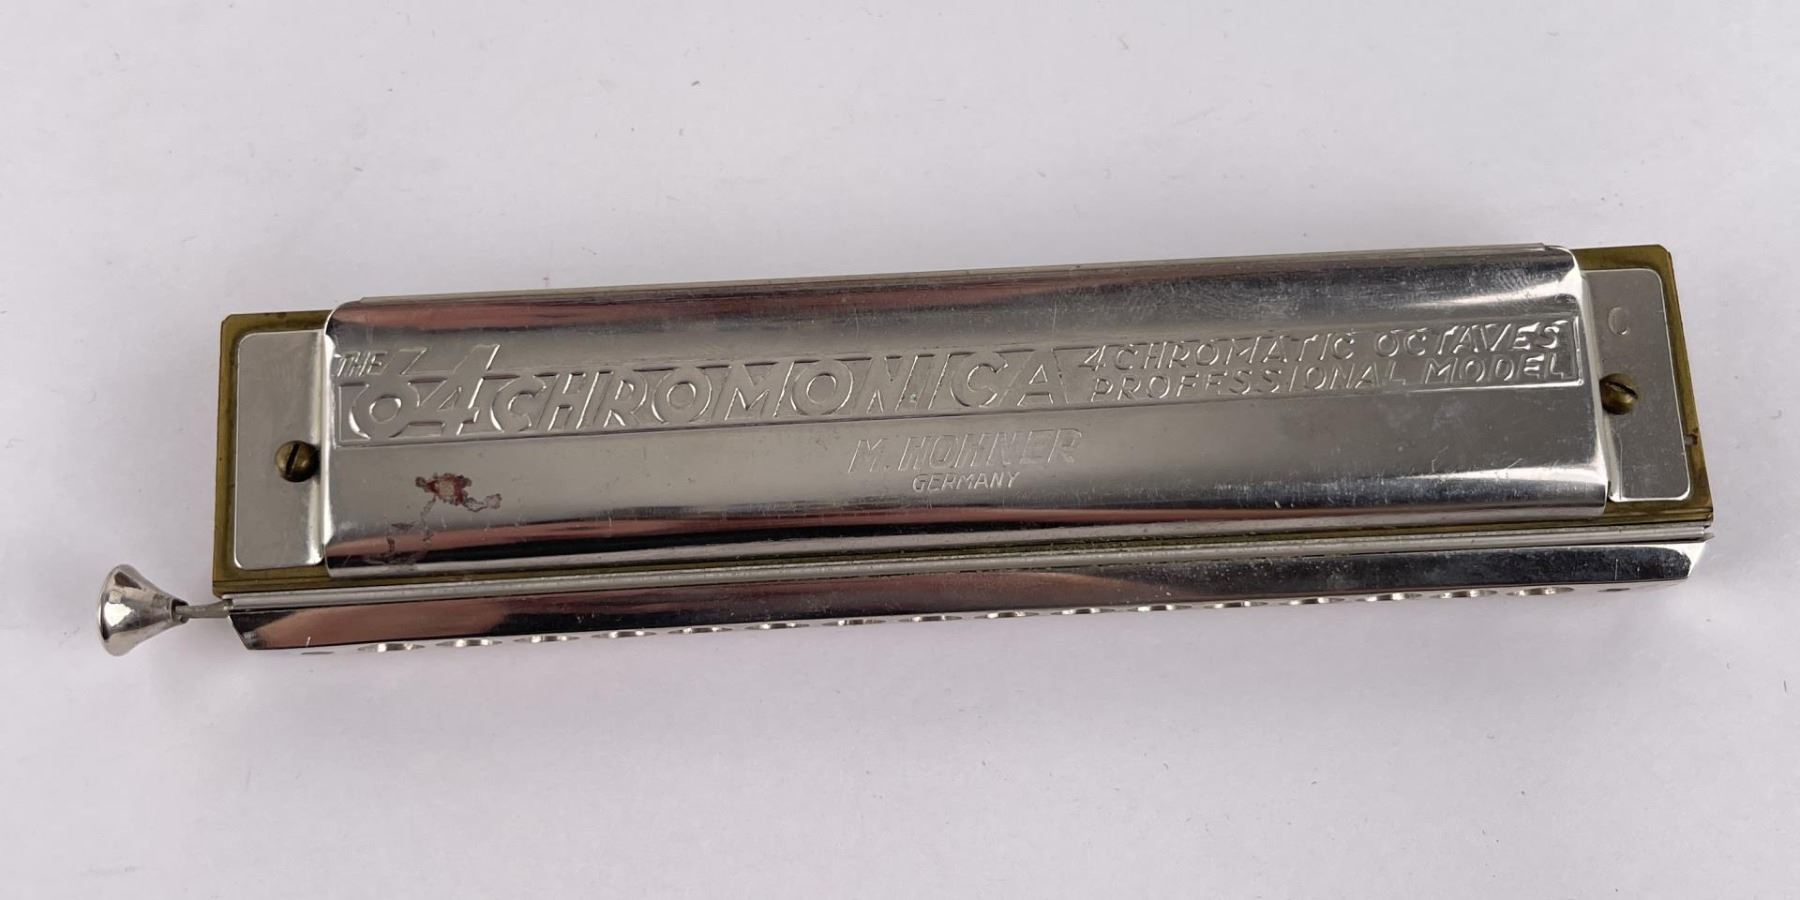 THE
64 CHROMONICA
4 CHROMATIC OCTAVES
PROFESSIONAL MODEL
M. HOHNER
GERMANY
C